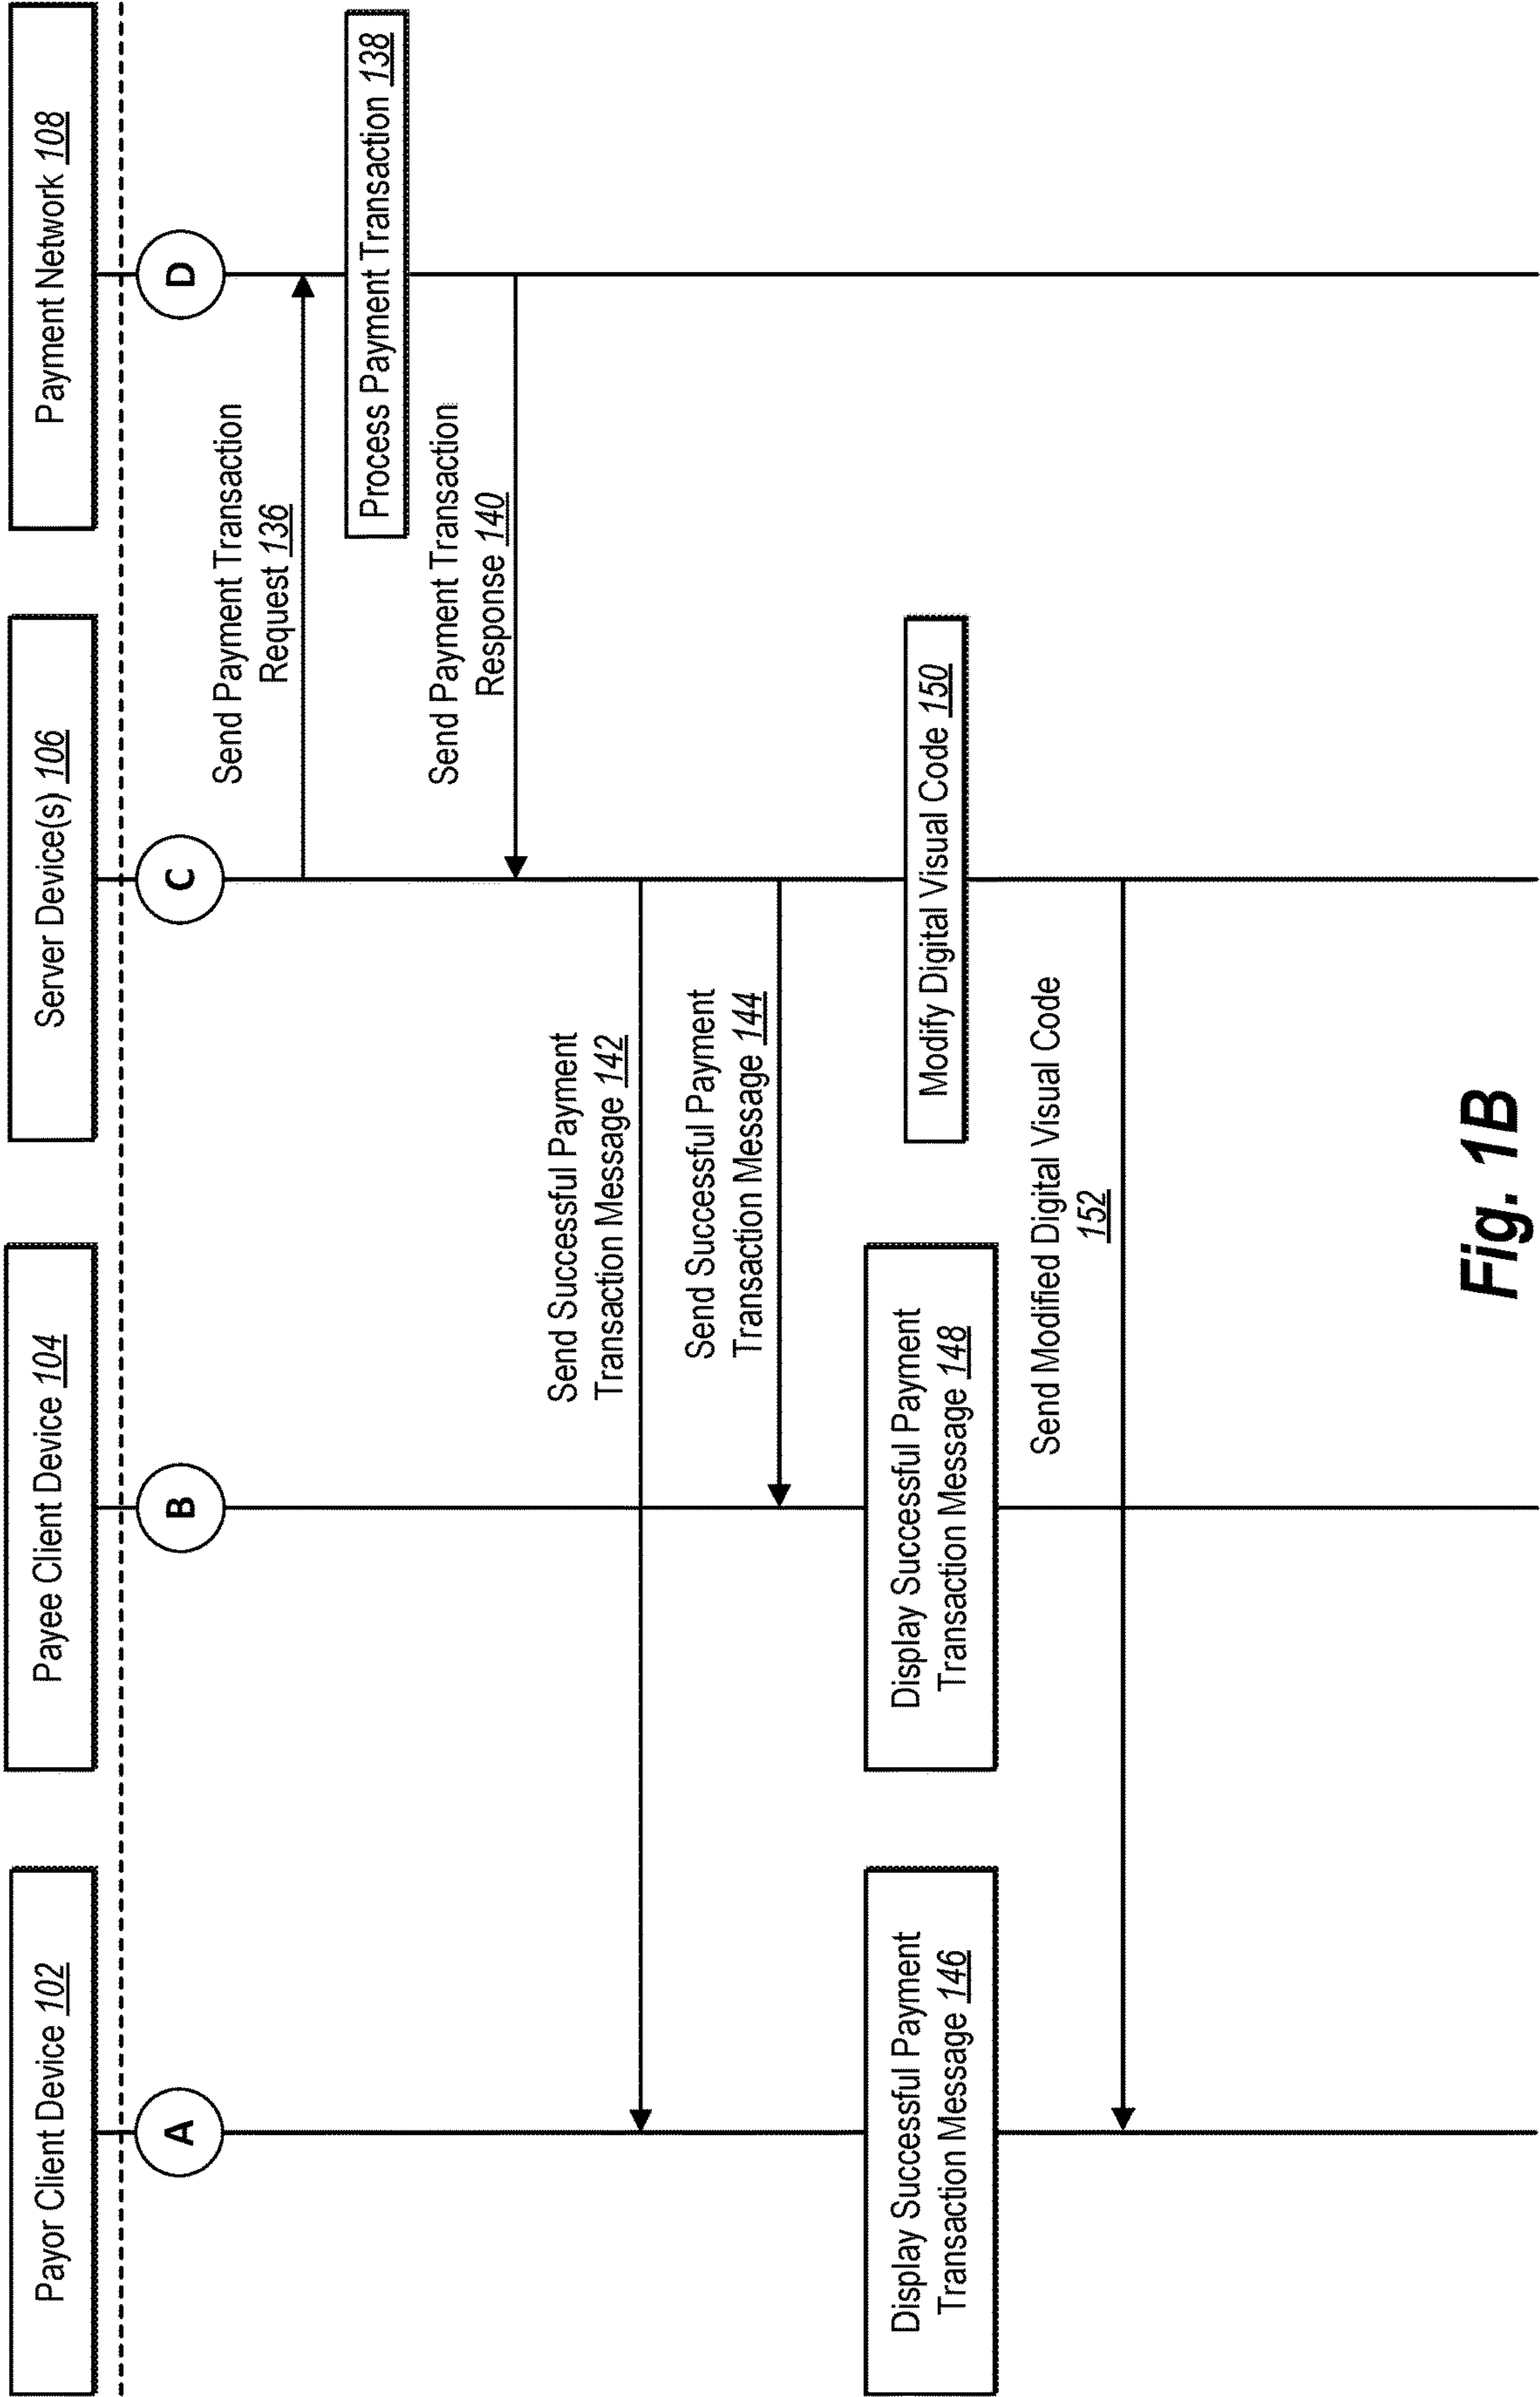 Payor Client Device 102
Payee Client Device 104
Server Device(s) 106
Payment Network 108
A
B
C
D
Send Payment Transaction
Request 136
Process Payment Transaction 138
Send Payment Transaction
Response 140
Send Successful Payment
Transaction Message 142
Send Successful Payment
Transaction Message 144
Display Successful Payment
Transaction Message 146
Display Successful Payment
Transaction Message 148
Modify Digital Visual Code 150
Send Modified Digital Visual Code
152
Fig. 1B